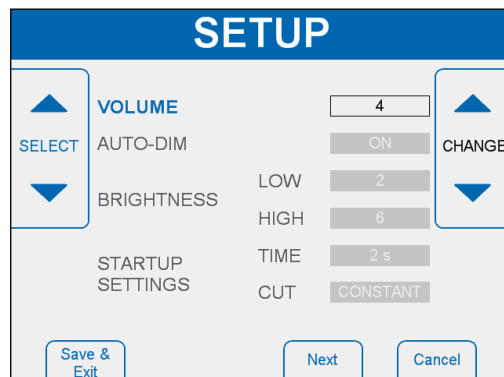 SETUP
VOLUME 4
SELECT AUTO-DIM ON CHANGE
LOW 2
BRIGHTNESS
HIGH 6
TIME 2 s
STARTUP
SETTINGS
CUT CONSTANT
Save &
Exit
Next
Cancel